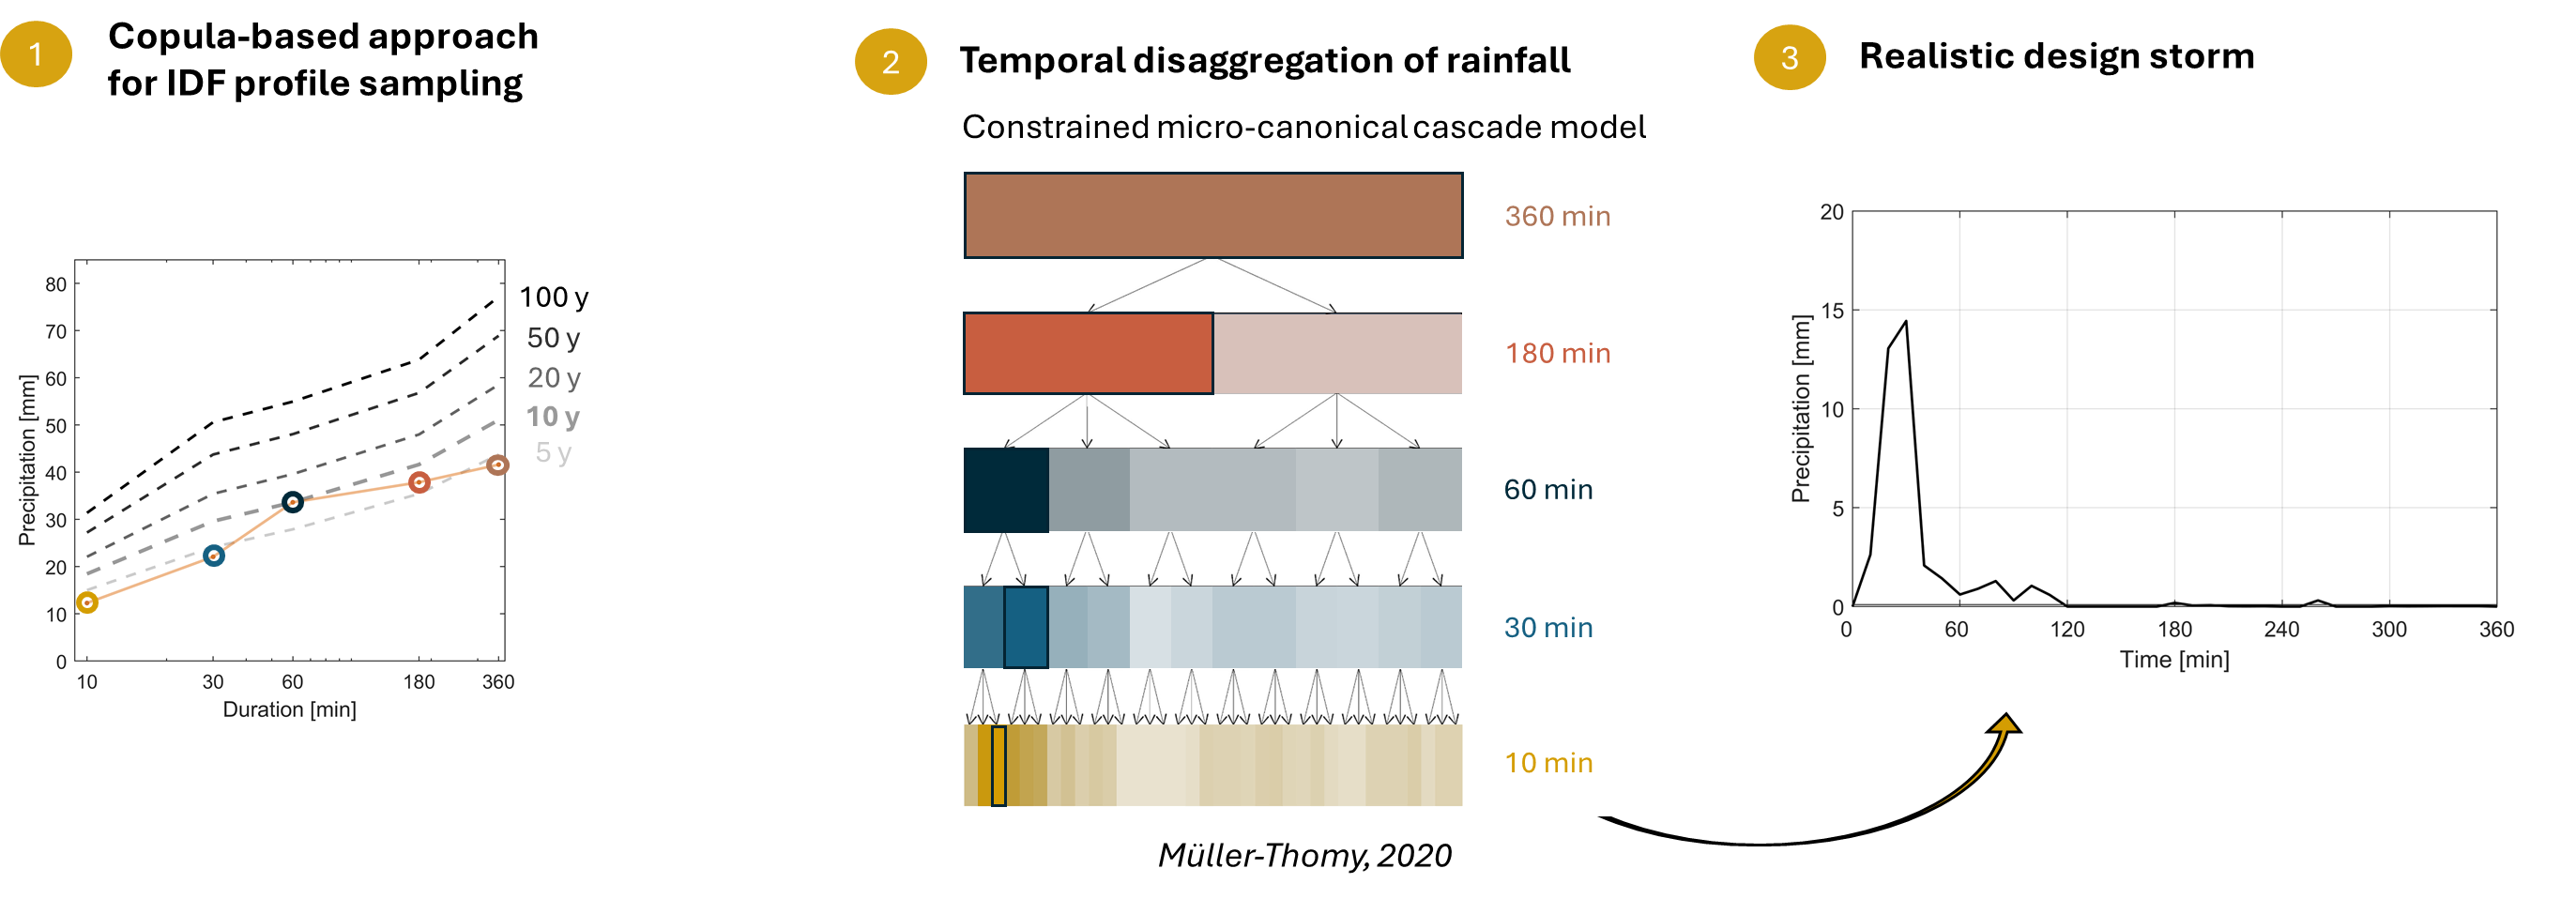 1
Copula-based approach
for IDF profile sampling
80
70
60
50
40
30
20
10
0
Precipitation [mm]
10 30 60 180 360
Duration [min]
100 y
50 y
20 y
10 y
5 y
2
Temporal disaggregation of rainfall
Constrained micro-canonical cascade model
360 min
180 min
60 min
30 min
10 min
Müller-Thomy, 2020
3
Realistic design storm
20
15
10
5
0
Precipitation [mm]
0 60 120 180 240 300 360
Time [min]